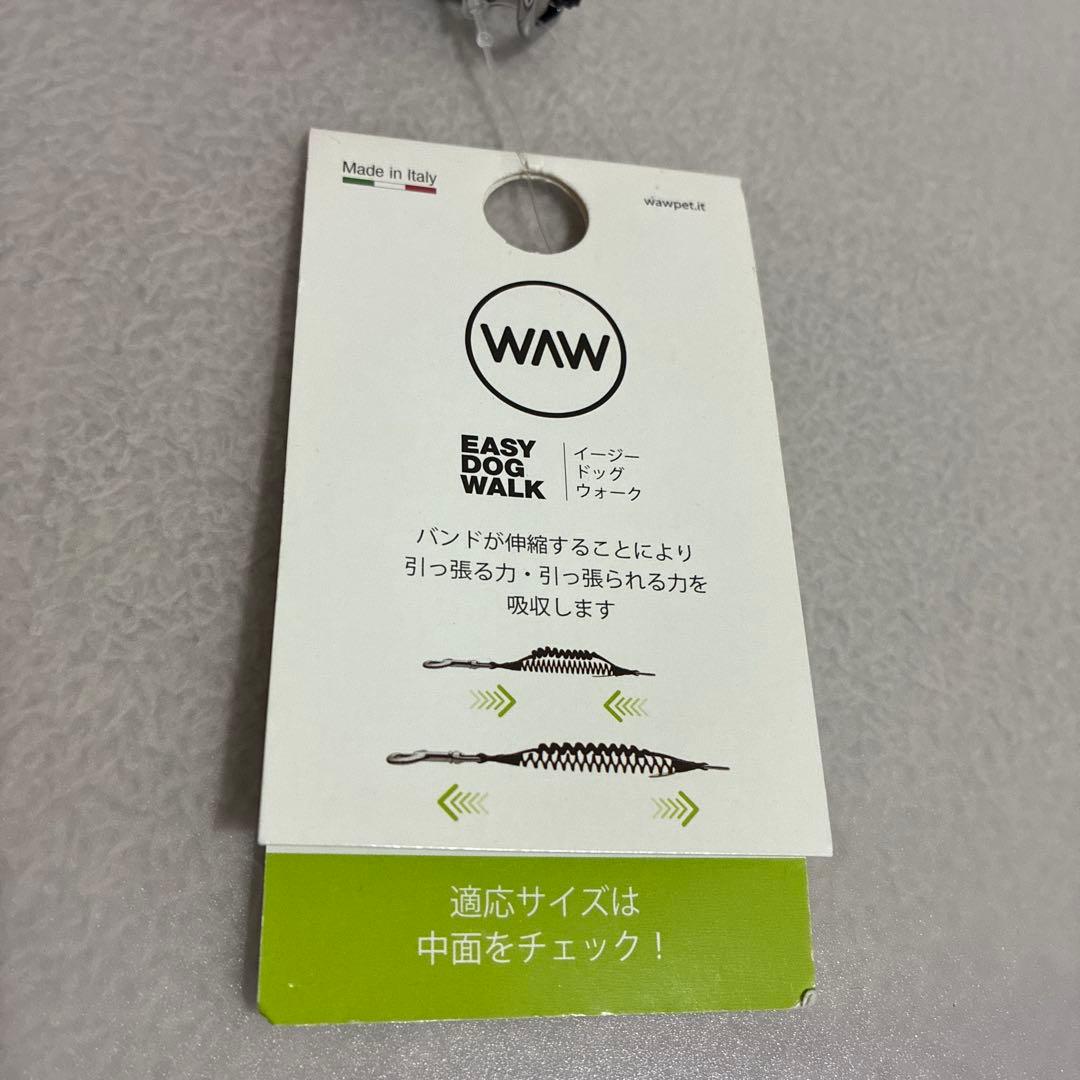 Made in Italy
wawpet.it
WAW
EASY
DOG
WALK
イージー
ドッグ
ウォーク
バンドが伸縮することにより
引っ張る力・引っ張られる力を
吸収します
適応サイズは
中面をチェック！